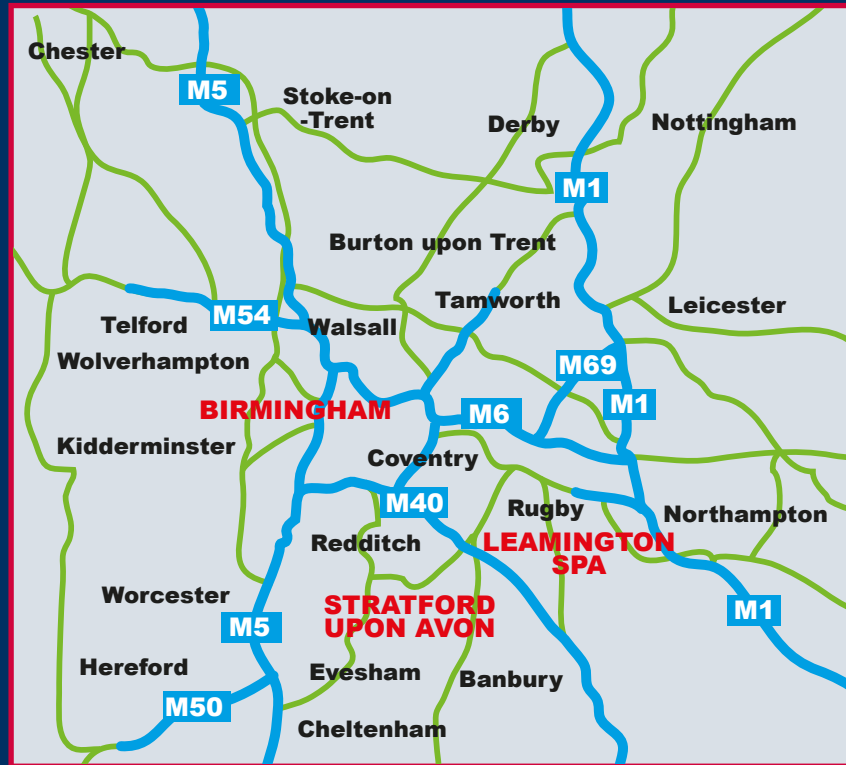 Chester
M5
Stoke-on
-Trent
Derby
Nottingham
M1
Burton upon Trent
Tamworth
Leicester
M54
Telford
Walsall
Wolverhampton
M69
M1
BIRMINGHAM
M6
Kidderminster
Coventry
M40
Rugby
Northampton
Redditch
LEAMINGTON
SPA
Worcester
STRATFORD
UPON AVON
M5
M1
Hereford
Evesham
Banbury
M50
Cheltenham